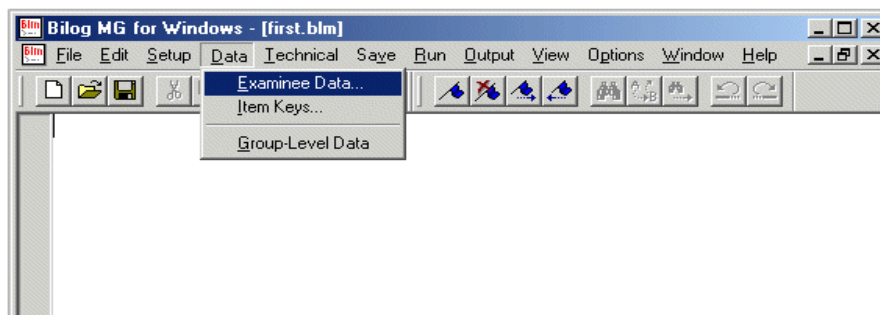 Bilog MG for Windows - [first.blm]
File Edit Setup Data Technical Save Run Output View Options Window Help
Examinee Data...
Item Keys...
Group-Level Data